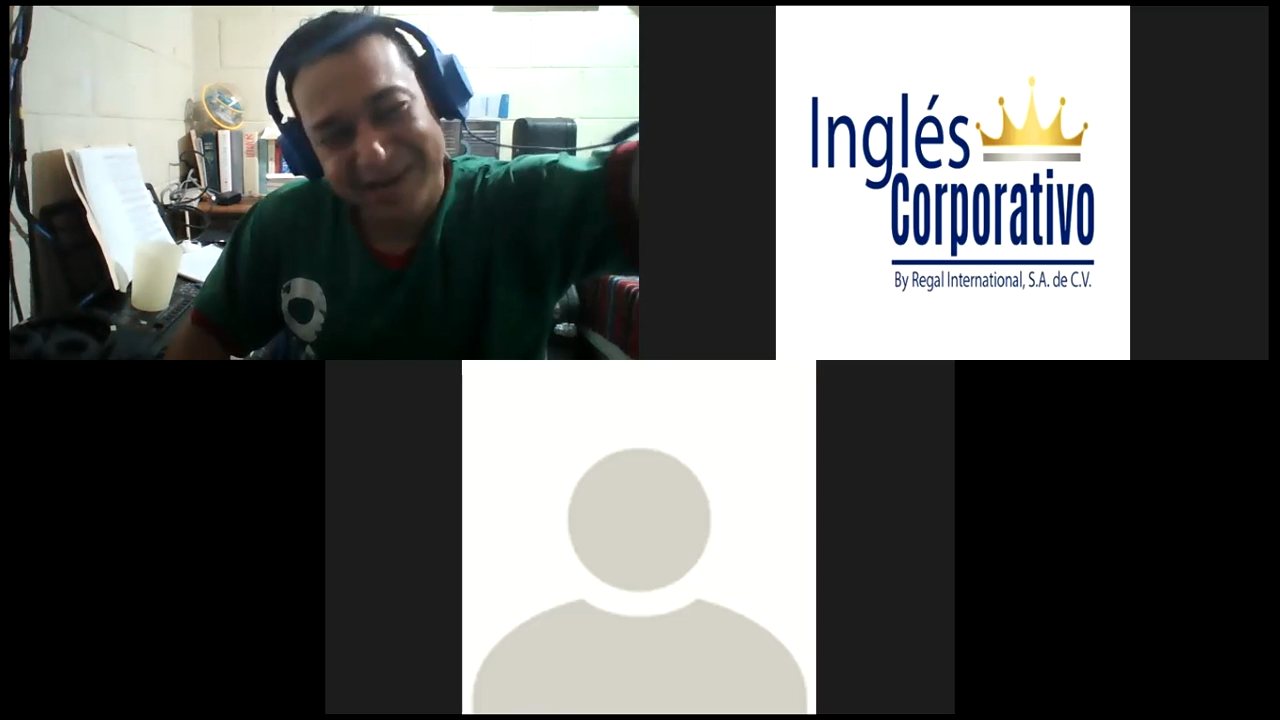 Inglés
Corporativo
By Regal International, S.A. de C.V.